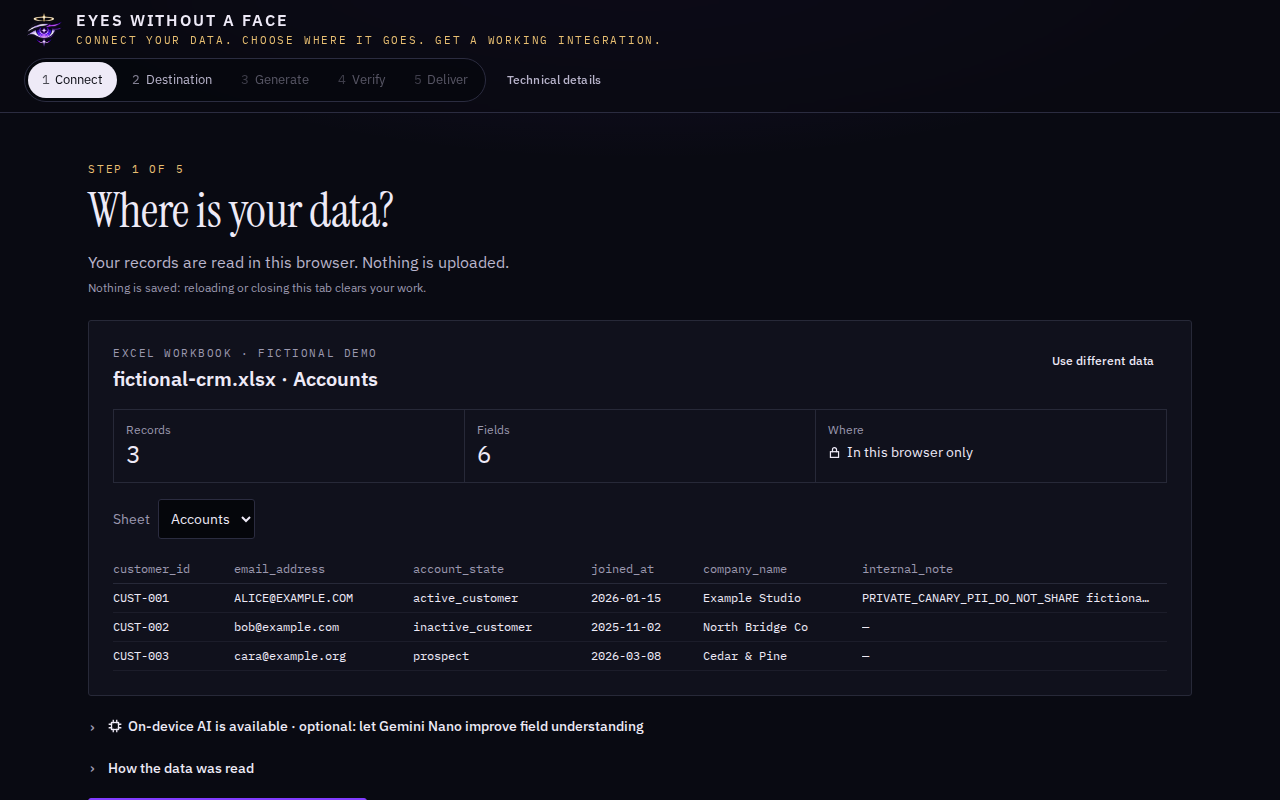 EYES WITHOUT A FACE
CONNECT YOUR DATA. CHOOSE WHERE IT GOES. GET A WORKING INTEGRATION.
1 Connect 2 Destination 3 Generate 4 Verify 5 Deliver Technical details
STEP 1 OF 5
Where is your data?
Your records are read in this browser. Nothing is uploaded.
Nothing is saved: reloading or closing this tab clears your work.
EXCEL WORKBOOK · FICTIONAL DEMO
Use different data
fictional-crm.xlsx · Accounts
Records Fields Where
3 6 In this browser only
Sheet Accounts
customer_id email_address account_state joined_at company_name internal_note
CUST-001 ALICE@EXAMPLE.COM active_customer 2026-01-15 Example Studio PRIVATE_CANARY_PII_DO_NOT_SHARE fictiona…
CUST-002 bob@example.com inactive_customer 2025-11-02 North Bridge Co —
CUST-003 cara@example.org prospect 2026-03-08 Cedar & Pine —
› On-device AI is available · optional: let Gemini Nano improve field understanding
› How the data was read